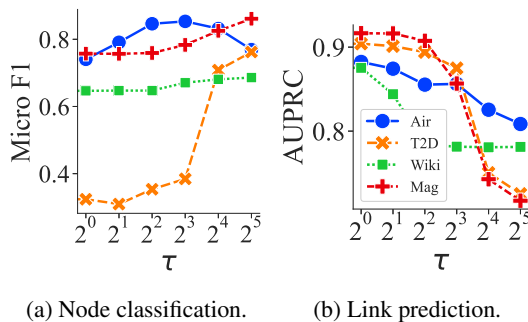 Micro F1
0.8
0.6
0.4
2^0 2^1 2^2 2^3 2^4 2^5
τ
(a) Node classification.
AUPRC
0.9
0.8
Air
T2D
Wiki
Mag
2^0 2^1 2^2 2^3 2^4 2^5
τ
(b) Link prediction.